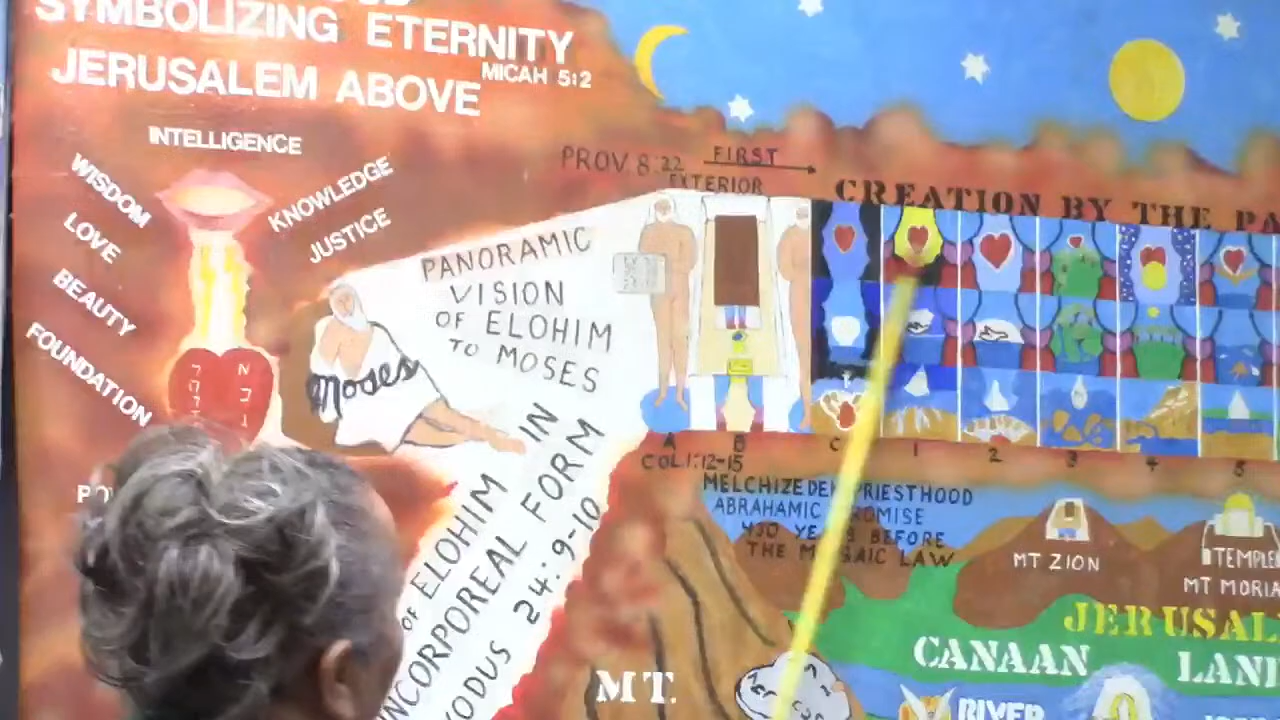 SYMBOLIZING ETERNITY
MICAH 5:2
JERUSALEM ABOVE
INTELLIGENCE
WISDOM
KNOWLEDGE
LOVE
JUSTICE
BEAUTY
FOUNDATION
PROV. 8:22 FIRST
EXTERIOR
CREATION BY THE
PANORAMIC
VISION
OF ELOHIM
TO MOSES
Moses
A B C 1 2 3 4 5
COL.1:12-15
OF ELOHIM IN
INCORPOREAL FORM
EXODUS 24:9-10
MELCHIZEDEK PRIESTHOOD
ABRAHAMIC PROMISE
430 YEARS BEFORE
THE MOSAIC LAW
MT ZION
TEMPLE
MT MORIA
JERUSAL
CANAAN LAND
MT.
RIVER